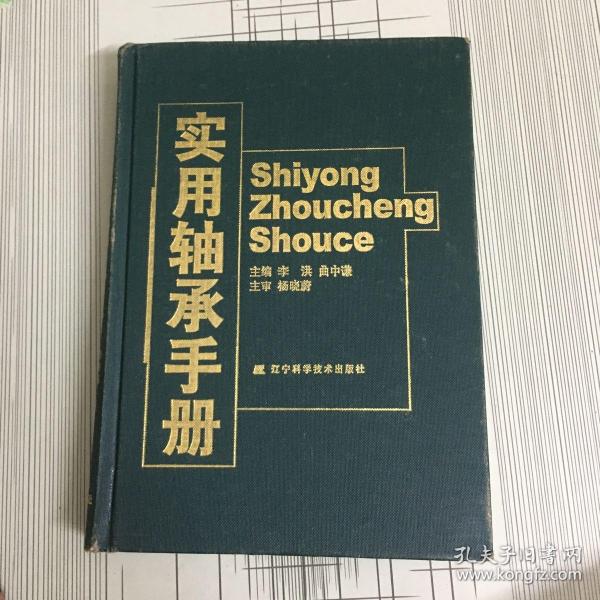 实用轴承手册
Shiyong
Zhoucheng
Shouce
主编 李 洪 曲中谦
主审 杨晓蔚
辽宁科学技术出版社
孔夫子旧书网
www.kongfz.com